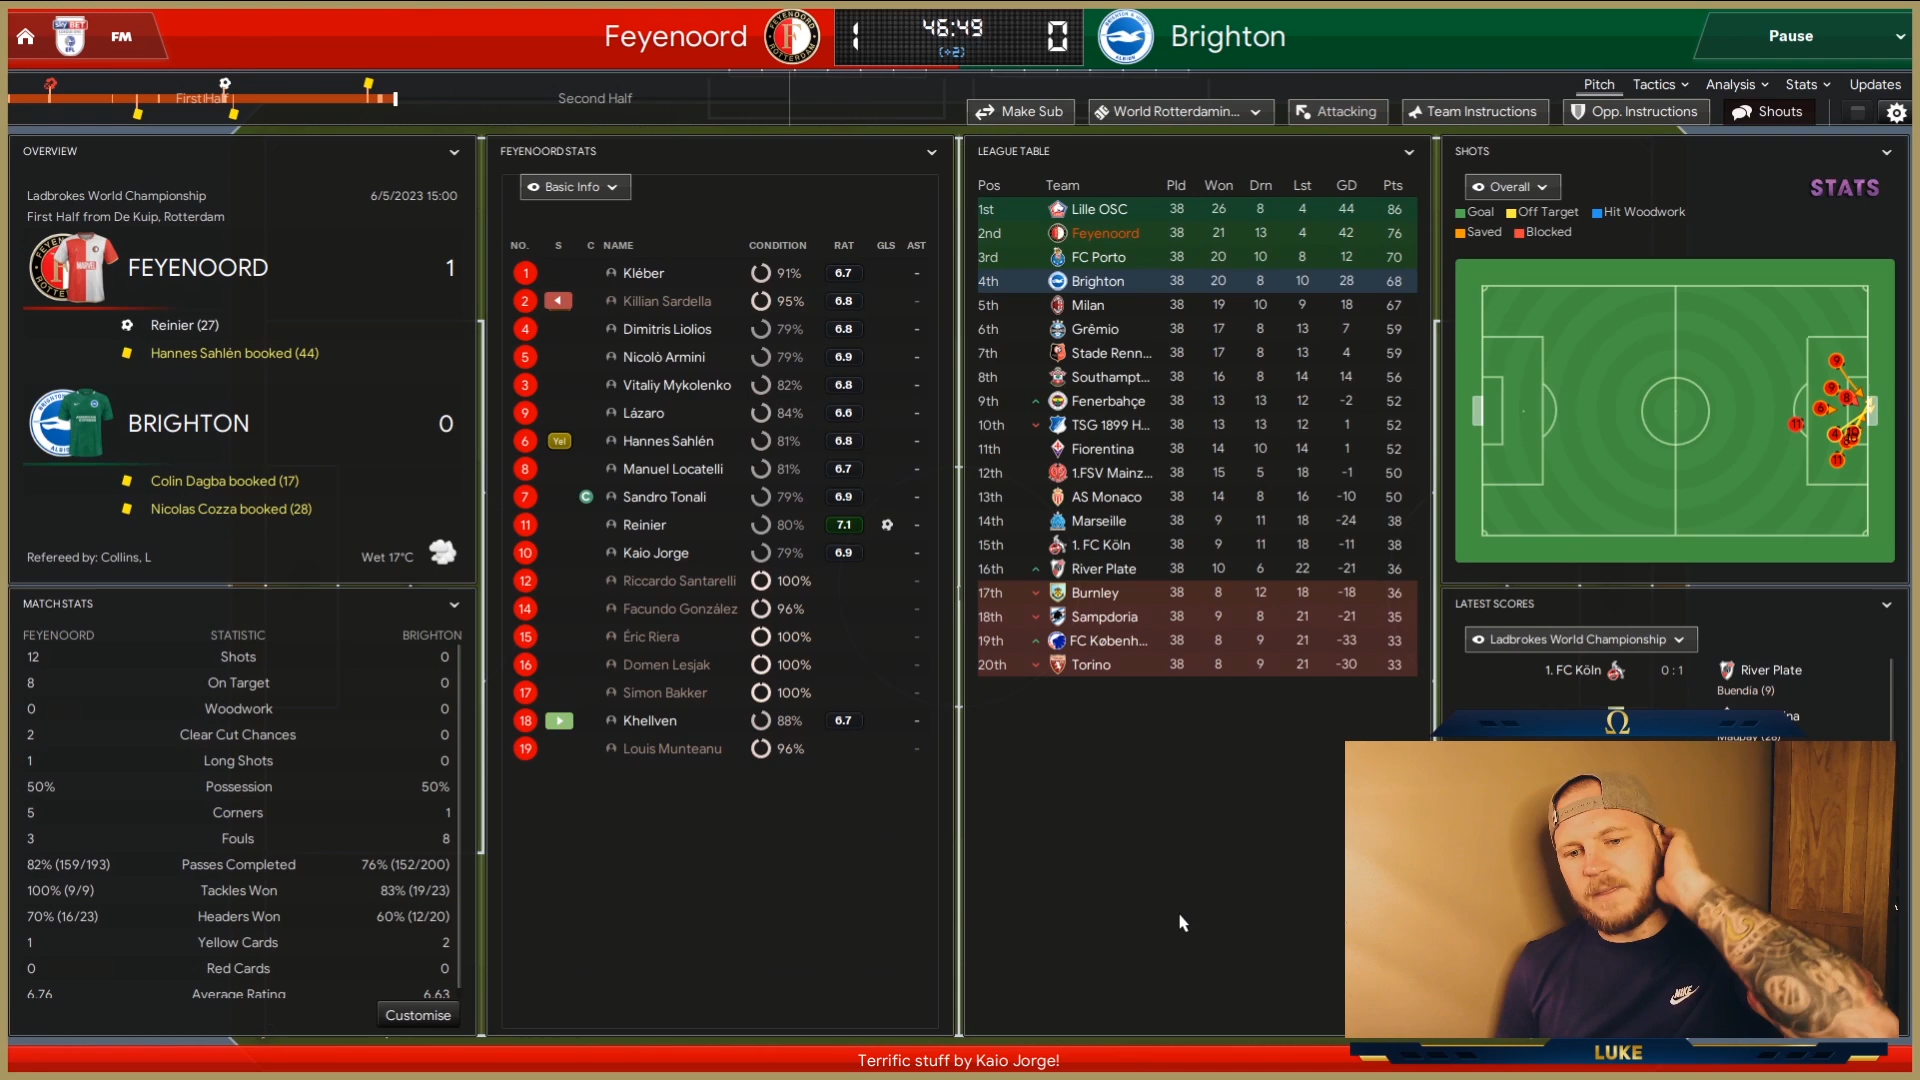 sky BET
EFL
FM
Feyenoord
1
46:49
(+2)
0
Brighton
Pause
First Half
Second Half
Pitch
Tactics
Analysis
Stats
Updates
Make Sub
World Rotterdamin...
Attacking
Team Instructions
Opp. Instructions
Shouts
OVERVIEW
Ladbrokes World Championship
6/5/2023 15:00
First Half from De Kuip, Rotterdam
FEYENOORD
1
Reinier (27)
Hannes Sahlén booked (44)
BRIGHTON
0
Colin Dagba booked (17)
Nicolas Cozza booked (28)
Refereed by: Collins, L
Wet 17°C
MATCH STATS
FEYENOORD STATISTIC BRIGHTON
12 Shots 0
8 On Target 0
0 Woodwork 0
2 Clear Cut Chances 0
1 Long Shots 0
50% Possession 50%
5 Corners 1
3 Fouls 8
82% (159/193) Passes Completed 76% (152/200)
100% (9/9) Tackles Won 83% (19/23)
70% (16/23) Headers Won 60% (12/20)
1 Yellow Cards 2
0 Red Cards 0
6.76 Average Rating 6.63
Customise
FEYENOORD STATS
Basic Info
NO. S C NAME CONDITION RAT GLS AST
1 Kléber 91% 6.7 -
2 Killian Sardella 95% 6.8 -
4 Dimitris Liolios 79% 6.8 -
5 Nicolò Armini 79% 6.9 -
3 Vitaliy Mykolenko 82% 6.8 -
9 Lázaro 84% 6.6 -
6 Yel Hannes Sahlén 81% 6.8 -
8 Manuel Locatelli 81% 6.7 -
7 C Sandro Tonali 79% 6.9 -
11 Reinier 80% 7.1 -
10 Kaio Jorge 79% 6.9 -
12 Riccardo Santarelli 100% -
14 Facundo González 96% -
15 Éric Riera 100% -
16 Domen Lesjak 100% -
17 Simon Bakker 100% -
18 Khellven 88% 6.7 -
19 Louis Munteanu 96% -
LEAGUE TABLE
Pos Team Pld Won Drn Lst GD Pts
1st Lille OSC 38 26 8 4 44 86
2nd Feyenoord 38 21 13 4 42 76
3rd FC Porto 38 20 10 8 12 70
4th Brighton 38 20 8 10 28 68
5th Milan 38 19 10 9 18 67
6th Grêmio 38 17 8 13 7 59
7th Stade Renn... 38 17 8 13 4 59
8th Southampt... 38 16 8 14 14 56
9th Fenerbahçe 38 13 13 12 -2 52
10th TSG 1899 H... 38 13 13 12 1 52
11th Fiorentina 38 14 10 14 1 52
12th 1.FSV Mainz... 38 15 5 18 -1 50
13th AS Monaco 38 14 8 16 -10 50
14th Marseille 38 9 11 18 -24 38
15th 1. FC Köln 38 9 11 18 -11 38
16th River Plate 38 10 6 22 -21 36
17th Burnley 38 8 12 18 -18 36
18th Sampdoria 38 9 8 21 -21 35
19th FC Københ... 38 8 9 21 -33 33
20th Torino 38 8 9 21 -30 33
SHOTS
Overall
STATS
Goal Off Target Hit Woodwork
Saved Blocked
9
9
8
6
11
4
11
LATEST SCORES
Ladbrokes World Championship
1. FC Köln 0 : 1 River Plate
Buendía (9)
Maupay (28)
Ω
NIKE
LUKE
Terrific stuff by Kaio Jorge!